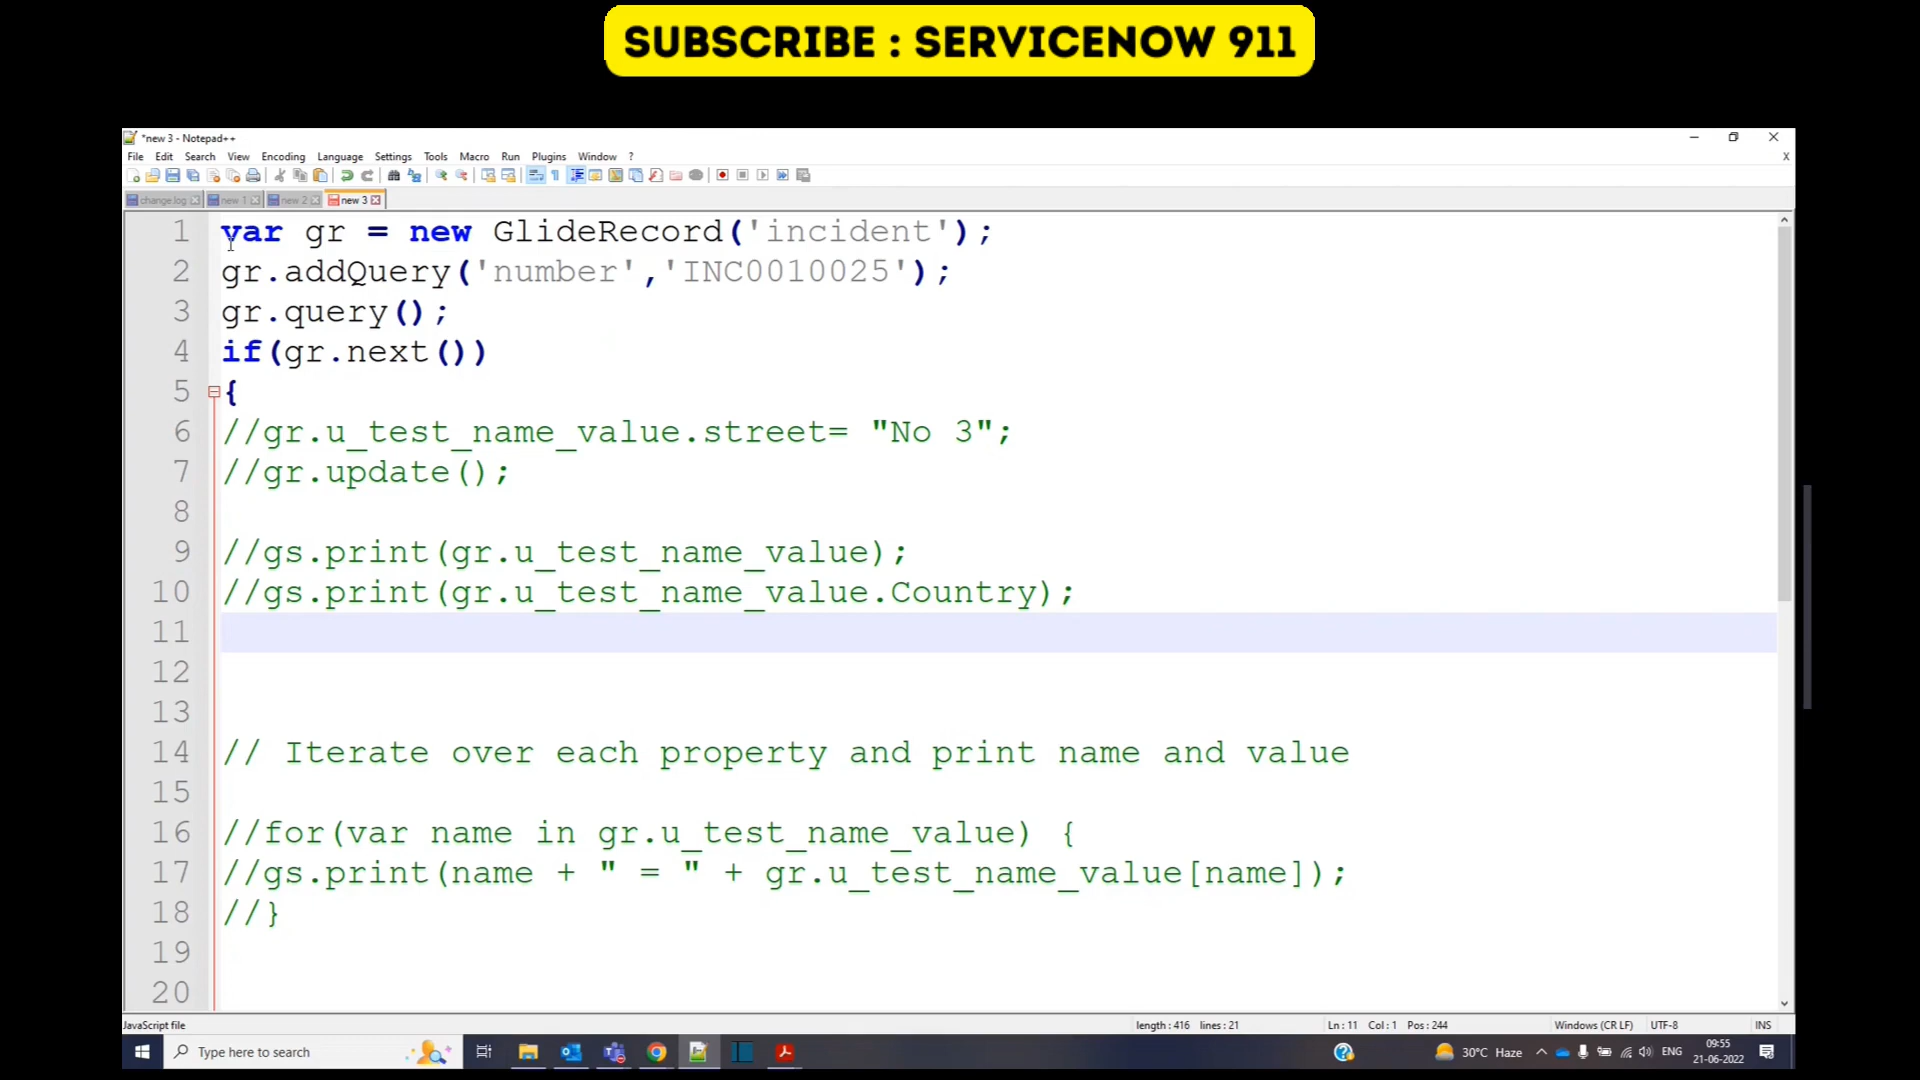 SUBSCRIBE : SERVICENOW 911
*new 3 - Notepad++
File Edit Search View Encoding Language Settings Tools Macro Run Plugins Window ?
X
change.log new 1 new 2 new 3
1 var gr = new GlideRecord('incident');
2 gr.addQuery('number','INC0010025');
3 gr.query();
4 if(gr.next())
5 {
6 //gr.u_test_name_value.street= "No 3";
7 //gr.update();
8
9 //gs.print(gr.u_test_name_value);
10 //gs.print(gr.u_test_name_value.Country);
11
12
13
14 // Iterate over each property and print name and value
15
16 //for(var name in gr.u_test_name_value) {
17 //gs.print(name + " = " + gr.u_test_name_value[name]);
18 //}
19
20
JavaScript file length : 416 lines : 21 Ln : 11 Col : 1 Pos : 244 Windows (CR LF) UTF-8 INS
Type here to search 30°C Haze ENG 09:55
21-06-2022